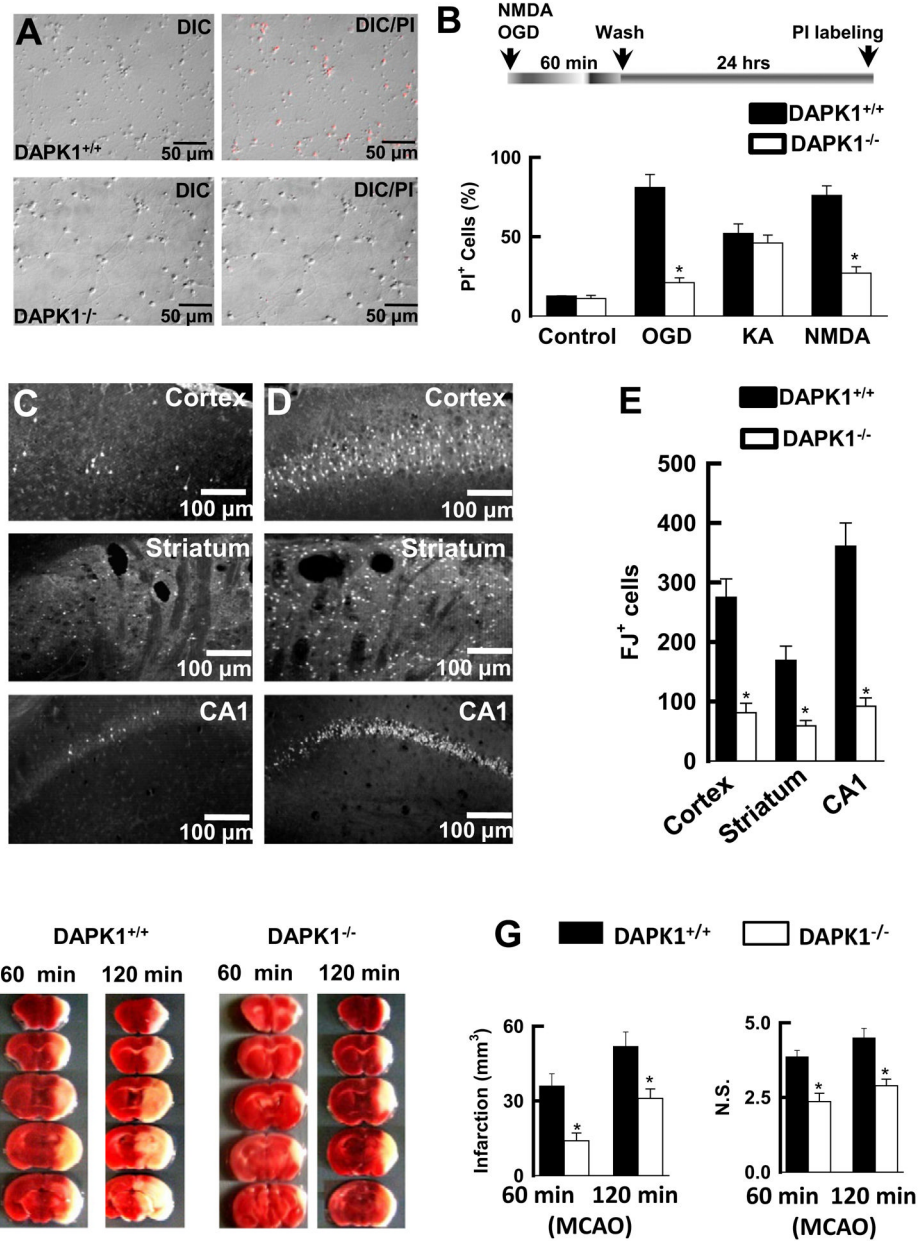 A
DIC
DIC/PI
DAPK1+/+
50 µm
50 µm
DIC
DIC/PI
DAPK1-/-
50 µm
50 µm
B
NMDA
OGD
Wash
PI labeling
60 min
24 hrs
DAPK1+/+
DAPK1-/-
PI+ Cells (%)
100
50
0
Control
OGD
KA
NMDA
C
Cortex
100 µm
Striatum
100 µm
CA1
100 µm
D
Cortex
100 µm
Striatum
100 µm
CA1
100 µm
E
DAPK1+/+
DAPK1-/-
FJ+ cells
500
400
300
200
100
0
*
*
*
Cortex
Striatum
CA1
DAPK1+/+
DAPK1-/-
60 min
120 min
60 min
120 min
G
DAPK1+/+
DAPK1-/-
Infarction (mm3)
60
30
0
*
*
60 min
120 min
(MCAO)
N.S.
5.0
2.5
0.0
*
*
60 min
120 min
(MCAO)